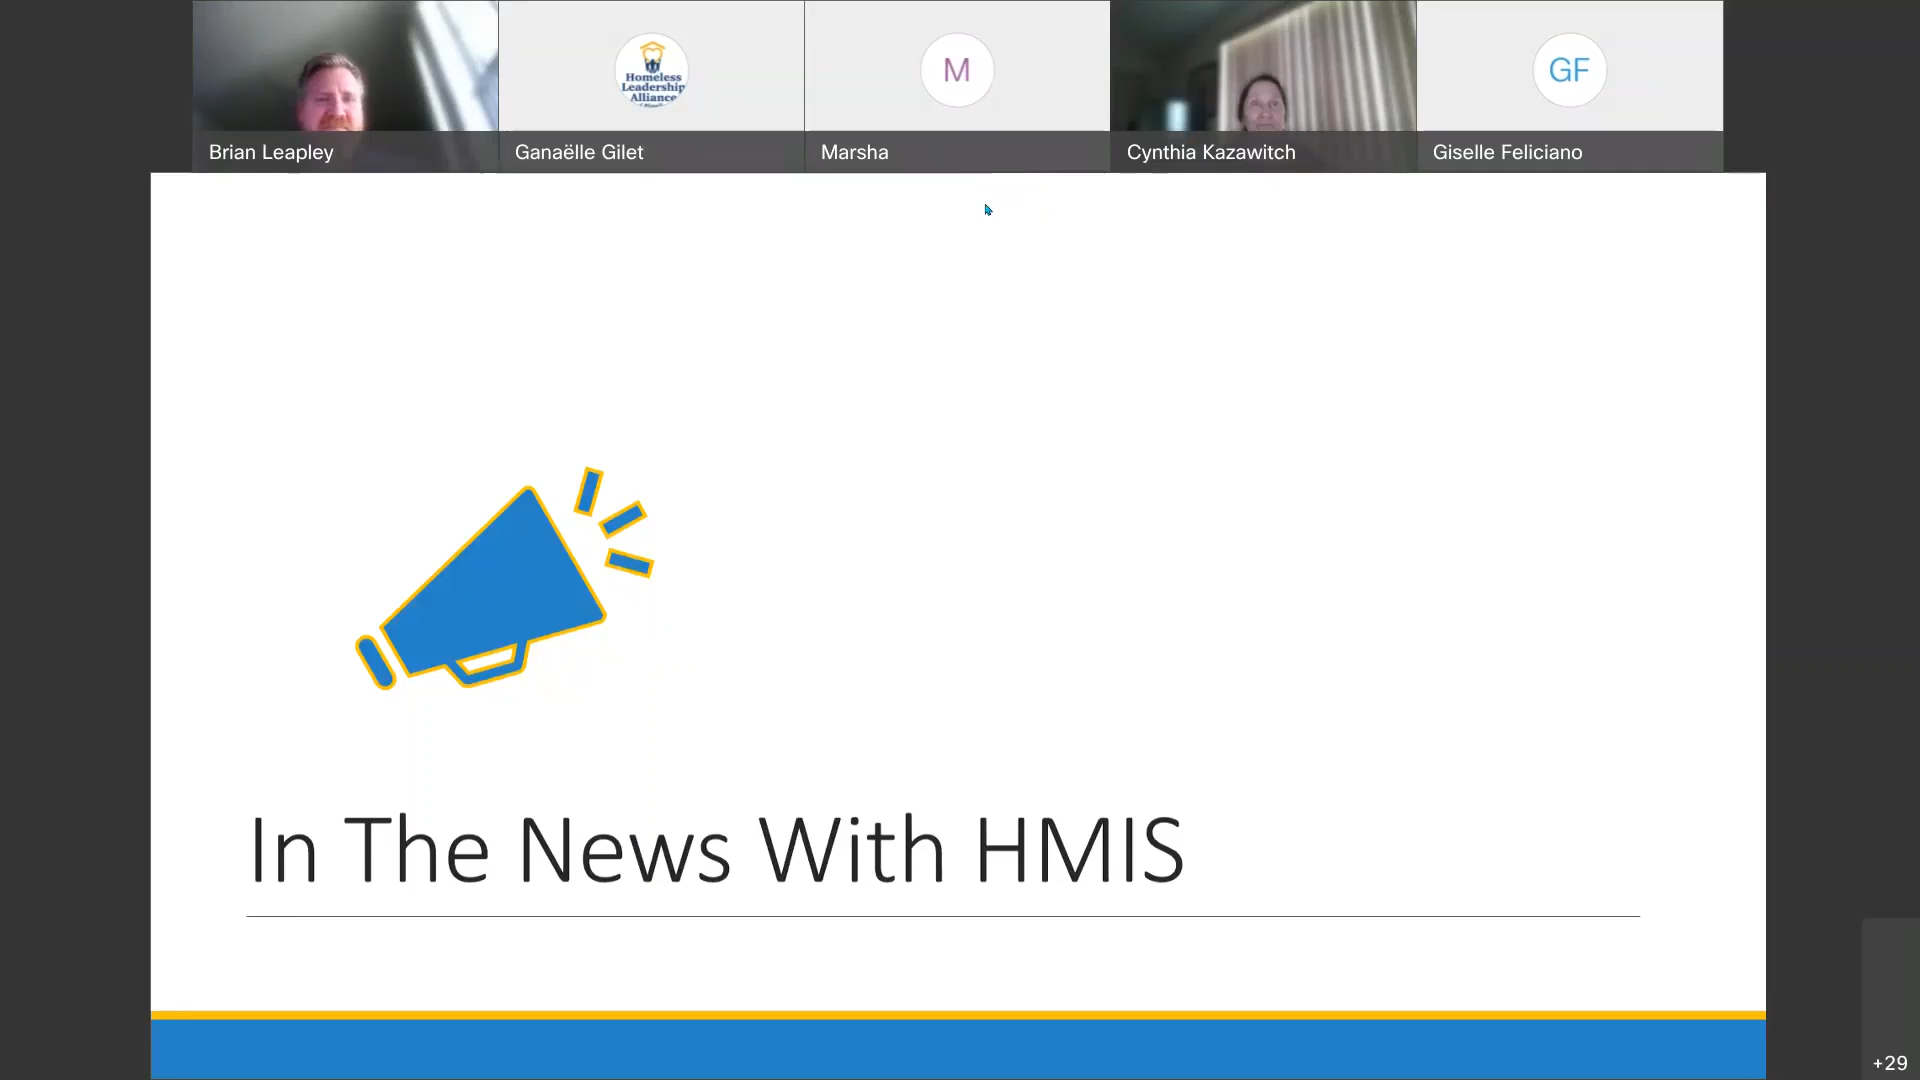 Homeless
Leadership
Alliance
M
GF
Brian Leapley
Ganaëlle Gilet
Marsha
Cynthia Kazawitch
Giselle Feliciano
In The News With HMIS
+29